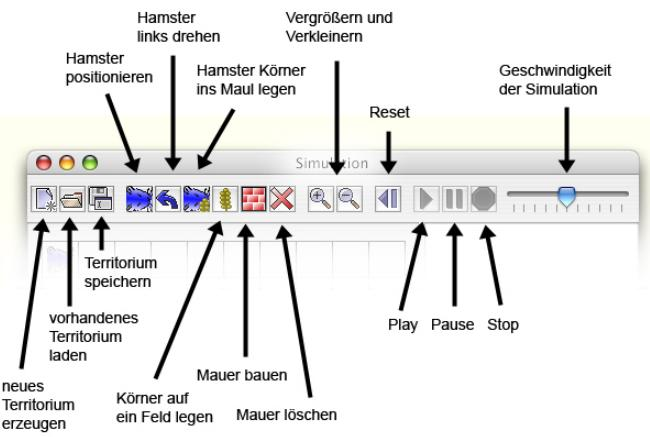 Hamster
links drehen
Vergrößern und
Verkleinern
Hamster
positionieren
Hamster Körner
ins Maul legen
Geschwindigkeit
der Simulation
Reset
Simulation
Territorium
speichern
vorhandenes
Territorium
laden
Play Pause Stop
neues
Territorium
erzeugen
Mauer bauen
Körner auf
ein Feld legen
Mauer löschen